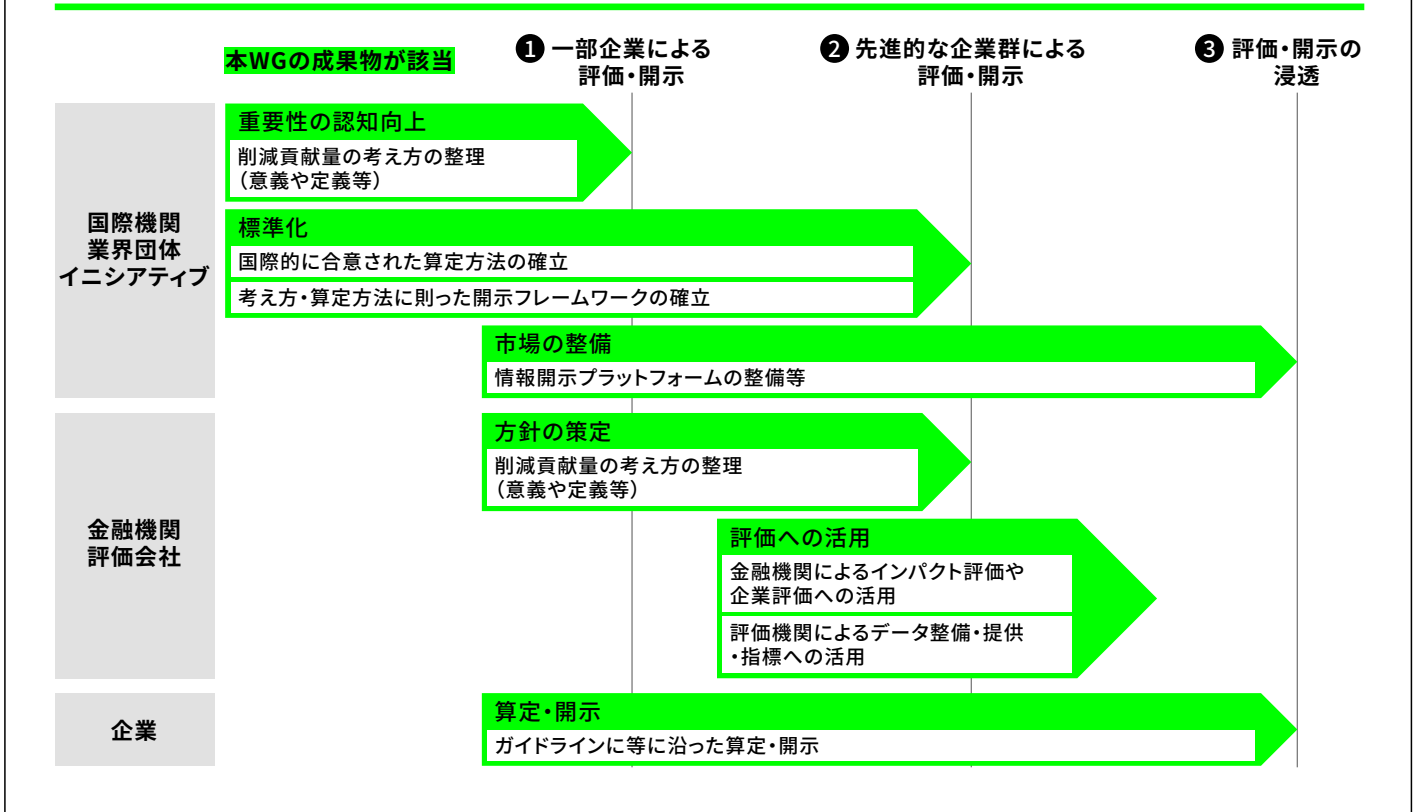 本WGの成果物が該当
❶ 一部企業による
評価・開示
❷ 先進的な企業群による
評価・開示
❸ 評価・開示の
浸透
国際機関
業界団体
イニシアティブ
重要性の認知向上
削減貢献量の考え方の整理
（意義や定義等）
標準化
国際的に合意された算定方法の確立
考え方・算定方法に則った開示フレームワークの確立
市場の整備
情報開示プラットフォームの整備等
金融機関
評価会社
方針の策定
削減貢献量の考え方の整理
（意義や定義等）
評価への活用
金融機関によるインパクト評価や
企業評価への活用
評価機関によるデータ整備・提供
・指標への活用
企業
算定・開示
ガイドラインに等に沿った算定・開示